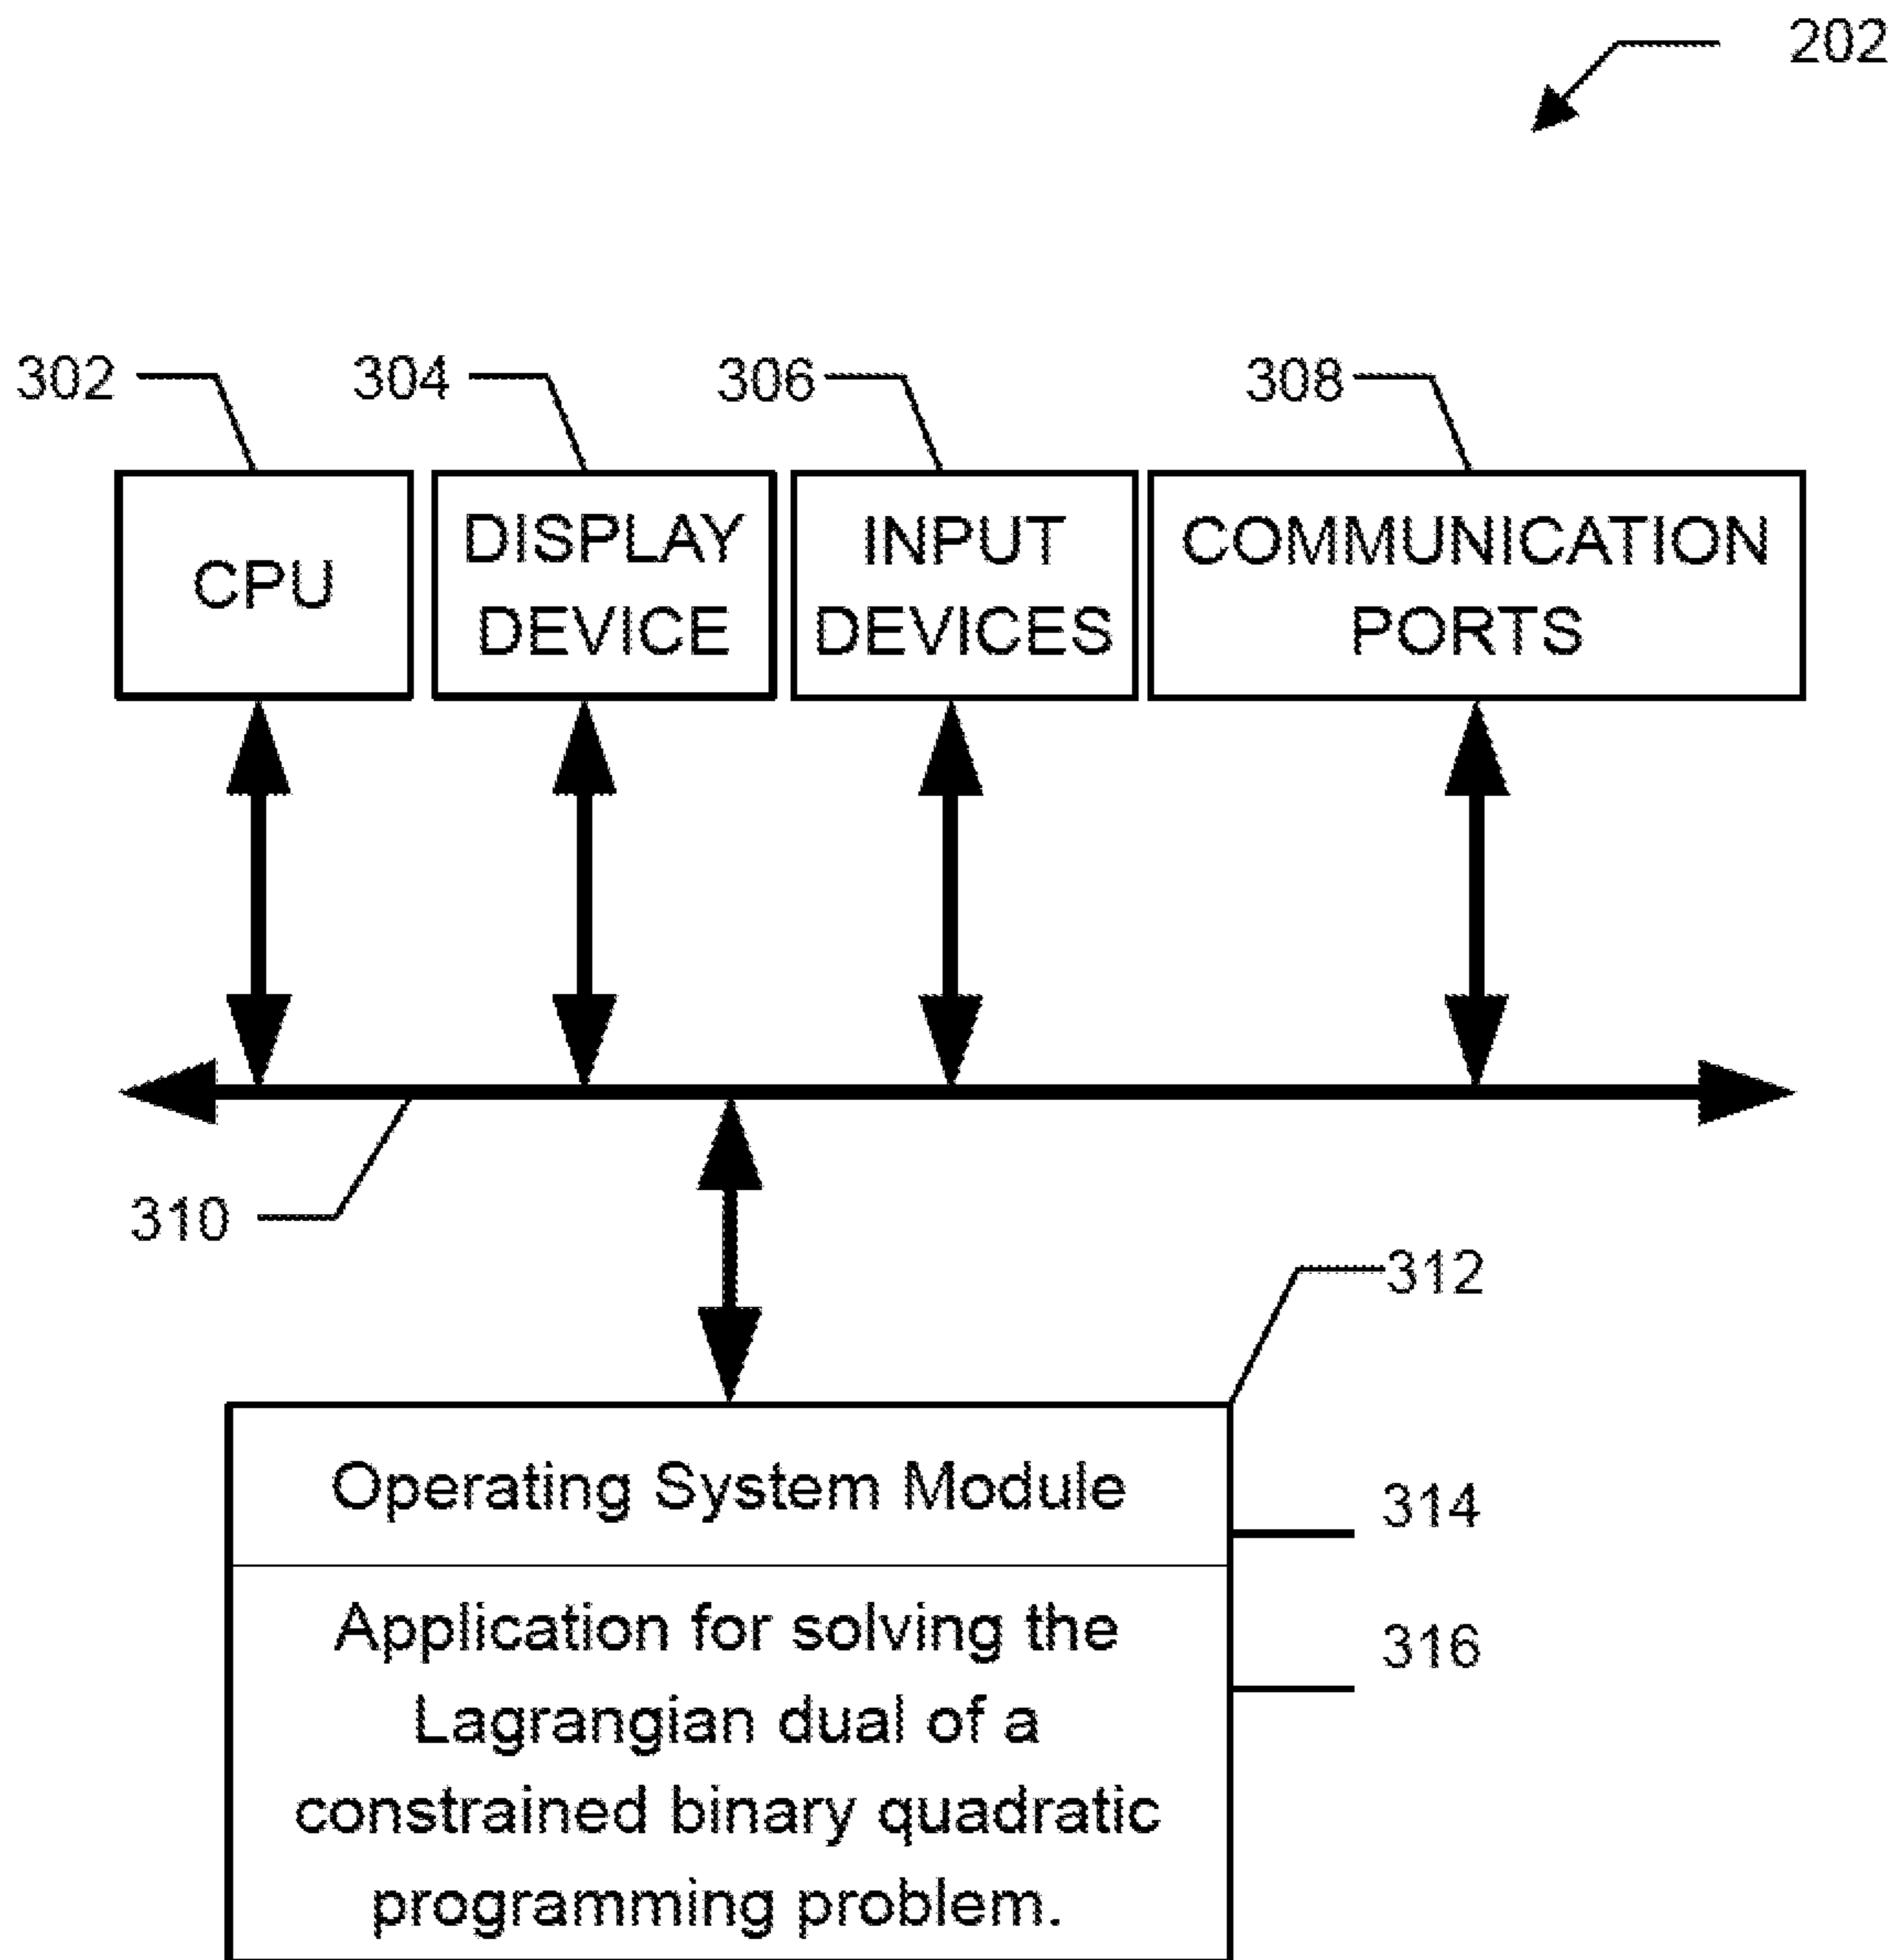 202
302
304
306
308
CPU
DISPLAY
DEVICE
INPUT
DEVICES
COMMUNICATION
PORTS
310
312
Operating System Module
314
Application for solving the
316
Lagrangian dual of a
constrained binary quadratic
programming problem.